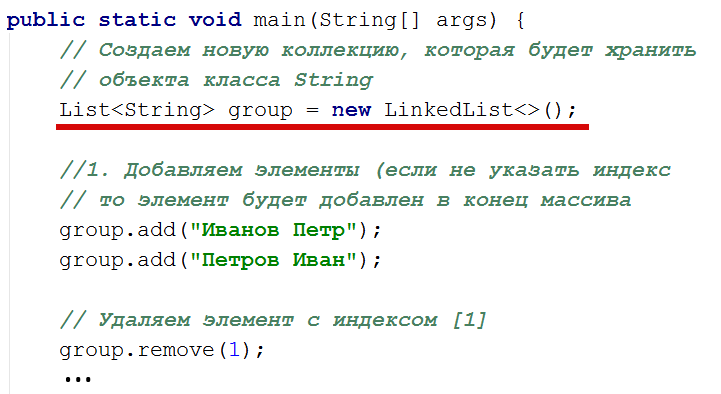 public static void main(String[] args) {
// Создаем новую коллекцию, которая будет хранить
// объекта класса String
List<String> group = new LinkedList<>();
//1. Добавляем элементы (если не указать индекс
// то элемент будет добавлен в конец массива
group.add("Иванов Петр");
group.add("Петров Иван");
// Удаляем элемент с индексом [1]
group.remove(1);
...